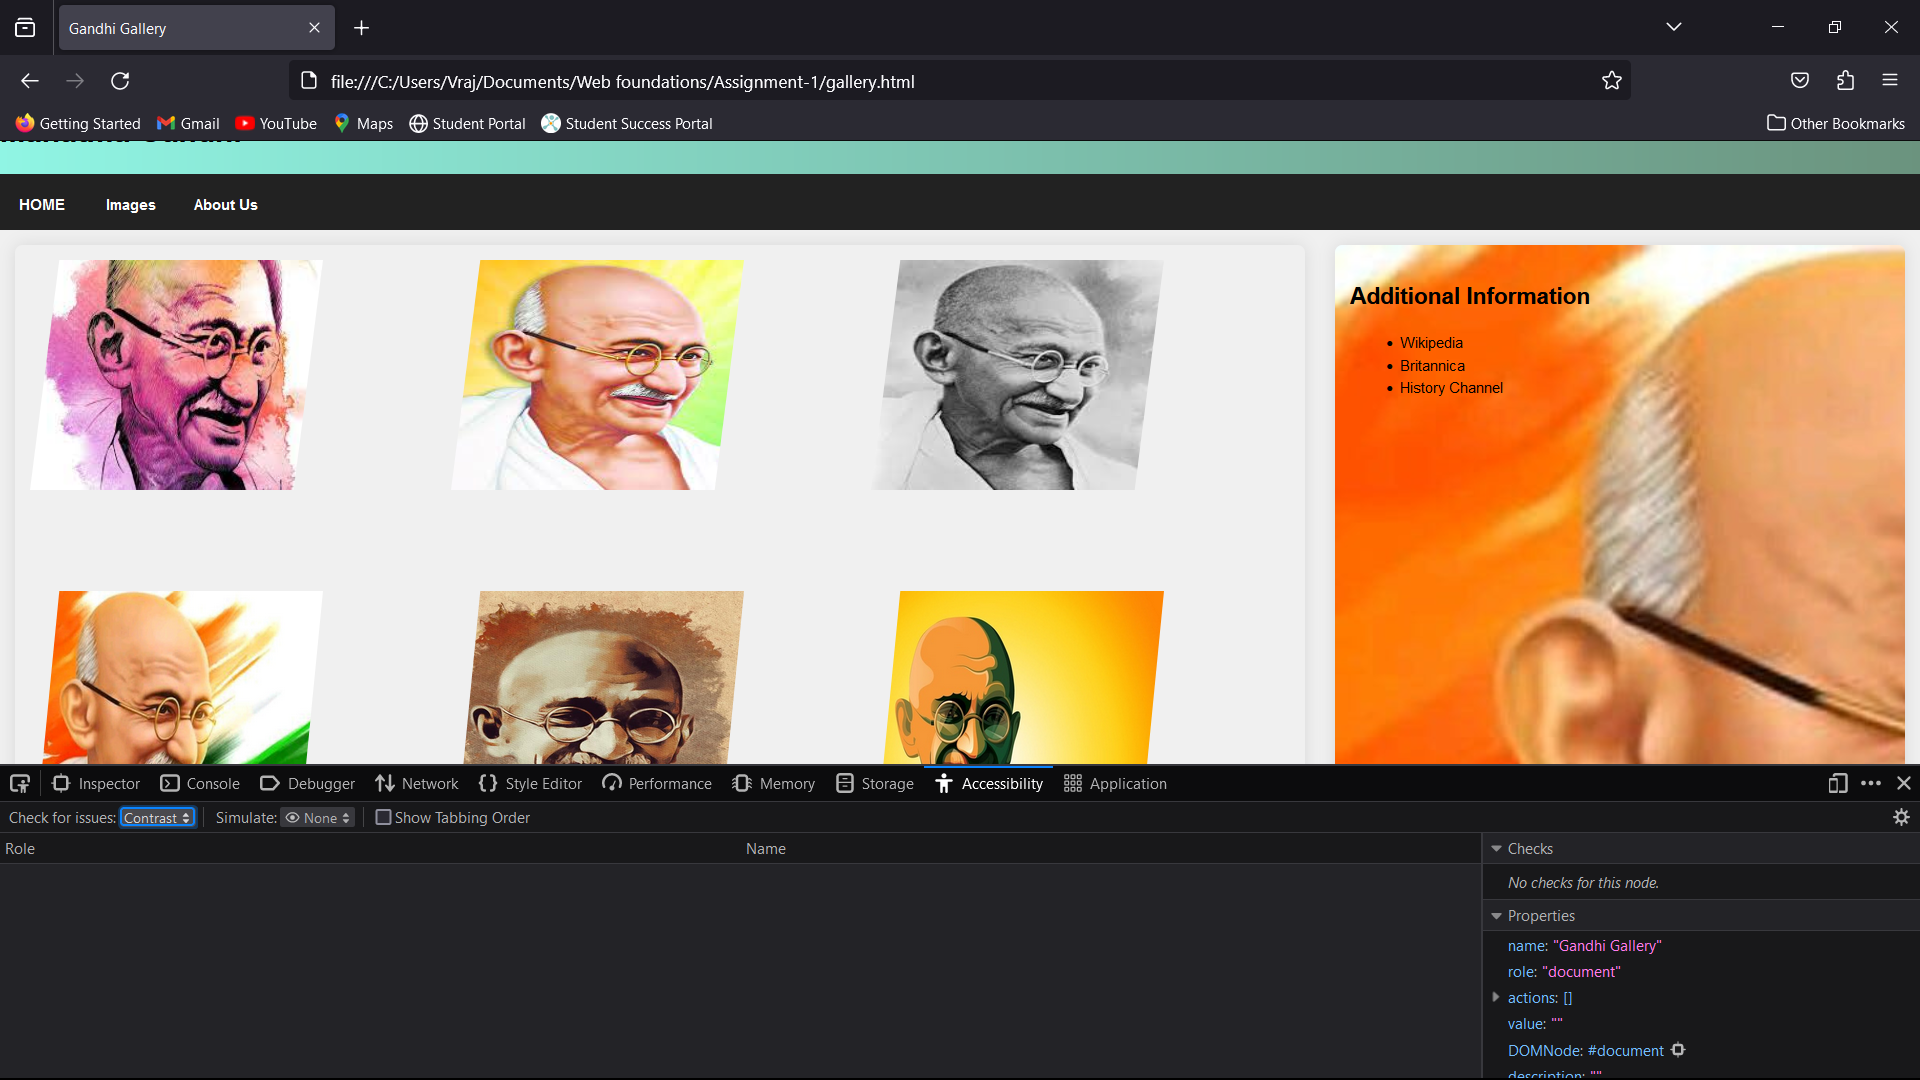 Gandhi Gallery
file:///C:/Users/Vraj/Documents/Web foundations/Assignment-1/gallery.html
Getting Started Gmail YouTube Maps Student Portal Student Success Portal Other Bookmarks
HOME Images About Us
Additional Information
• Wikipedia
• Britannica
• History Channel
Inspector Console Debugger Network Style Editor Performance Memory Storage Accessibility Application
Check for issues: Contrast Simulate: None Show Tabbing Order
Role Name
Checks
No checks for this node.
Properties
name: "Gandhi Gallery"
role: "document"
actions: []
value: ""
DOMNode: #document
description: ""